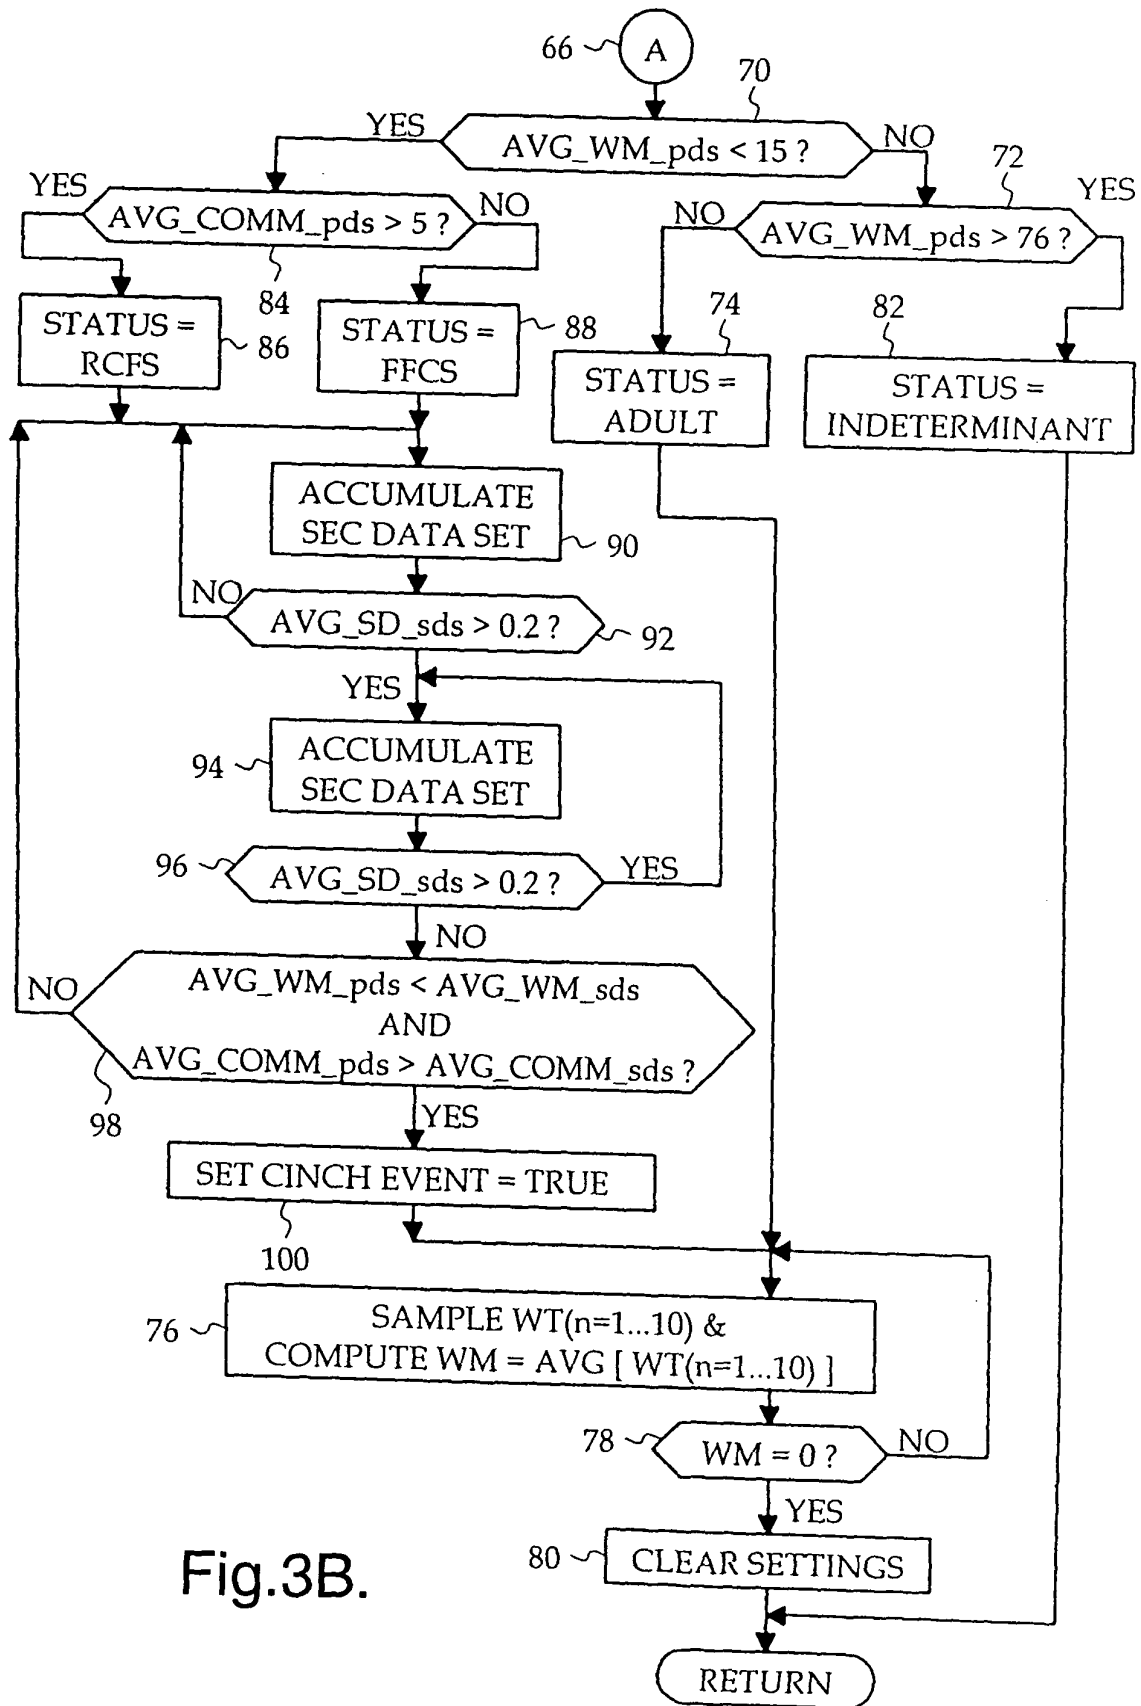 66
A
70
YES
AVG_WM_pds < 15 ?
NO
72
YES
AVG_COMM_pds > 5 ?
NO
84
NO
AVG_WM_pds > 76 ?
YES
STATUS =
RCFS
86
STATUS =
FFCS
88
74
STATUS =
ADULT
82
STATUS =
INDETERMINANT
ACCUMULATE
SEC DATA SET
90
NO
AVG_SD_sds > 0.2 ?
92
YES
94
ACCUMULATE
SEC DATA SET
96
AVG_SD_sds > 0.2 ?
YES
NO
NO
AVG_WM_pds < AVG_WM_sds
AND
AVG_COMM_pds > AVG_COMM_sds ?
98
YES
SET CINCH EVENT = TRUE
100
76
SAMPLE WT(n=1...10) &
COMPUTE WM = AVG [ WT(n=1...10) ]
78
WM = 0 ?
NO
YES
80
CLEAR SETTINGS
RETURN
Fig.3B.